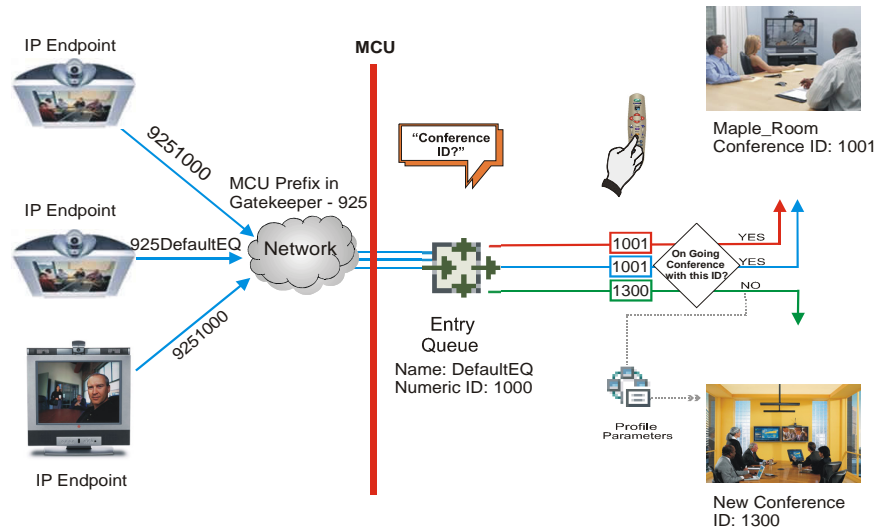 IP Endpoint
MCU
9251000
"Conference
ID?"
Maple_Room
Conference ID: 1001
MCU Prefix in
Gatekeeper - 925
IP Endpoint
925DefaultEQ
Network
1001
YES
On Going
Conference
with this ID?
1001
YES
1300
NO
9251000
Entry
Queue
Name: DefaultEQ
Numeric ID: 1000
Profile
Parameters
IP Endpoint
New Conference
ID: 1300